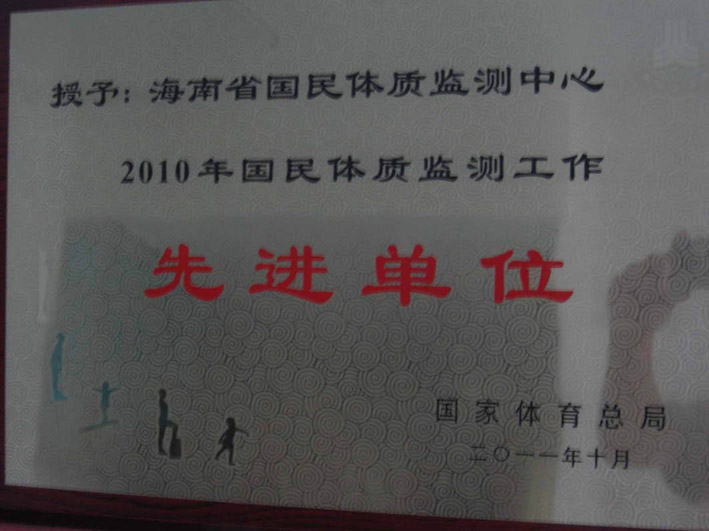 授予：海南省国民体质监测中心
2010年国民体质监测工作
先进单位
国家体育总局
二〇一一年十月